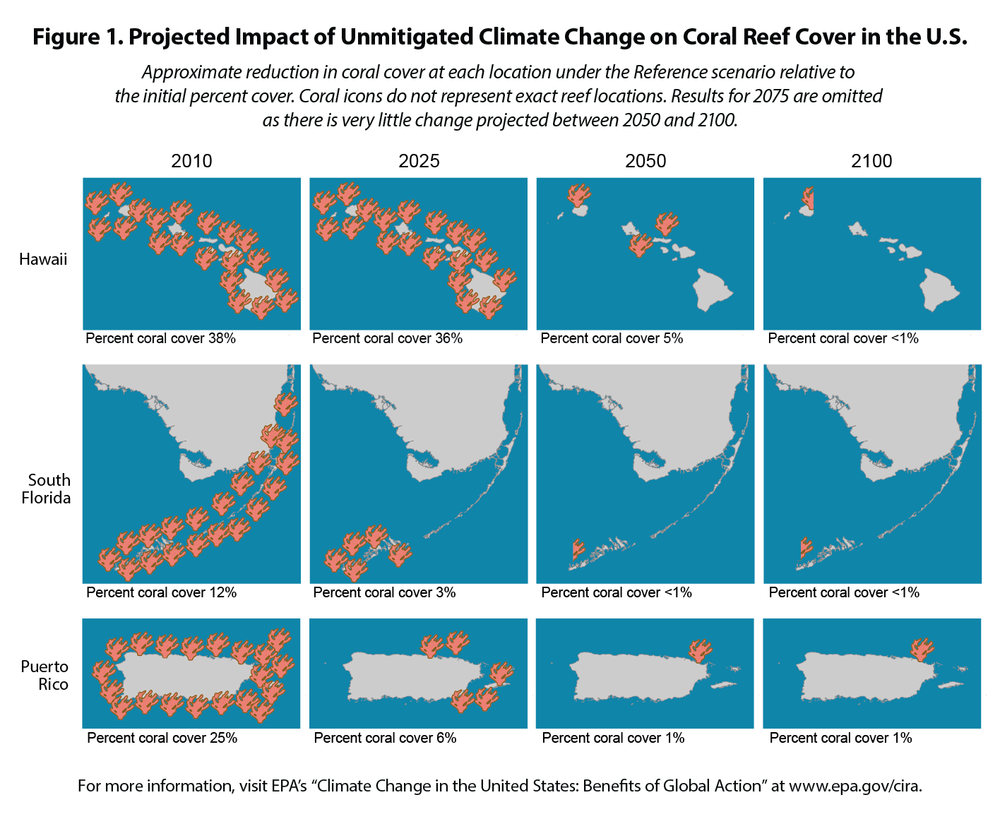 Figure 1. Projected Impact of Unmitigated Climate Change on Coral Reef Cover in the U.S.
Approximate reduction in coral cover at each location under the Reference scenario relative to
the initial percent cover. Coral icons do not represent exact reef locations. Results for 2075 are omitted
as there is very little change projected between 2050 and 2100.
2010 2025 2050 2100
Hawaii
Percent coral cover 38% Percent coral cover 36% Percent coral cover 5% Percent coral cover <1%
South
Florida
Percent coral cover 12% Percent coral cover 3% Percent coral cover <1% Percent coral cover <1%
Puerto
Rico
Percent coral cover 25% Percent coral cover 6% Percent coral cover 1% Percent coral cover 1%
For more information, visit EPA’s “Climate Change in the United States: Benefits of Global Action” at www.epa.gov/cira.